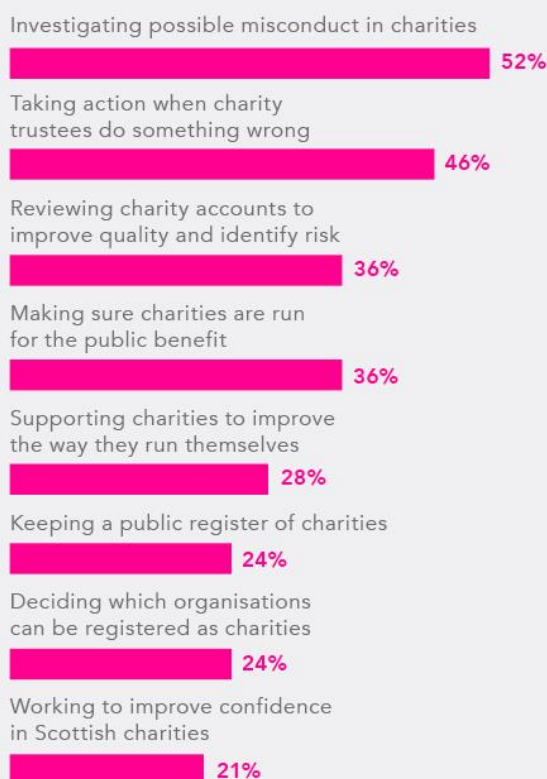 Investigating possible misconduct in charities
52%
Taking action when charity
trustees do something wrong
46%
Reviewing charity accounts to
improve quality and identify risk
36%
Making sure charities are run
for the public benefit
36%
Supporting charities to improve
the way they run themselves
28%
Keeping a public register of charities
24%
Deciding which organisations
can be registered as charities
24%
Working to improve confidence
in Scottish charities
21%